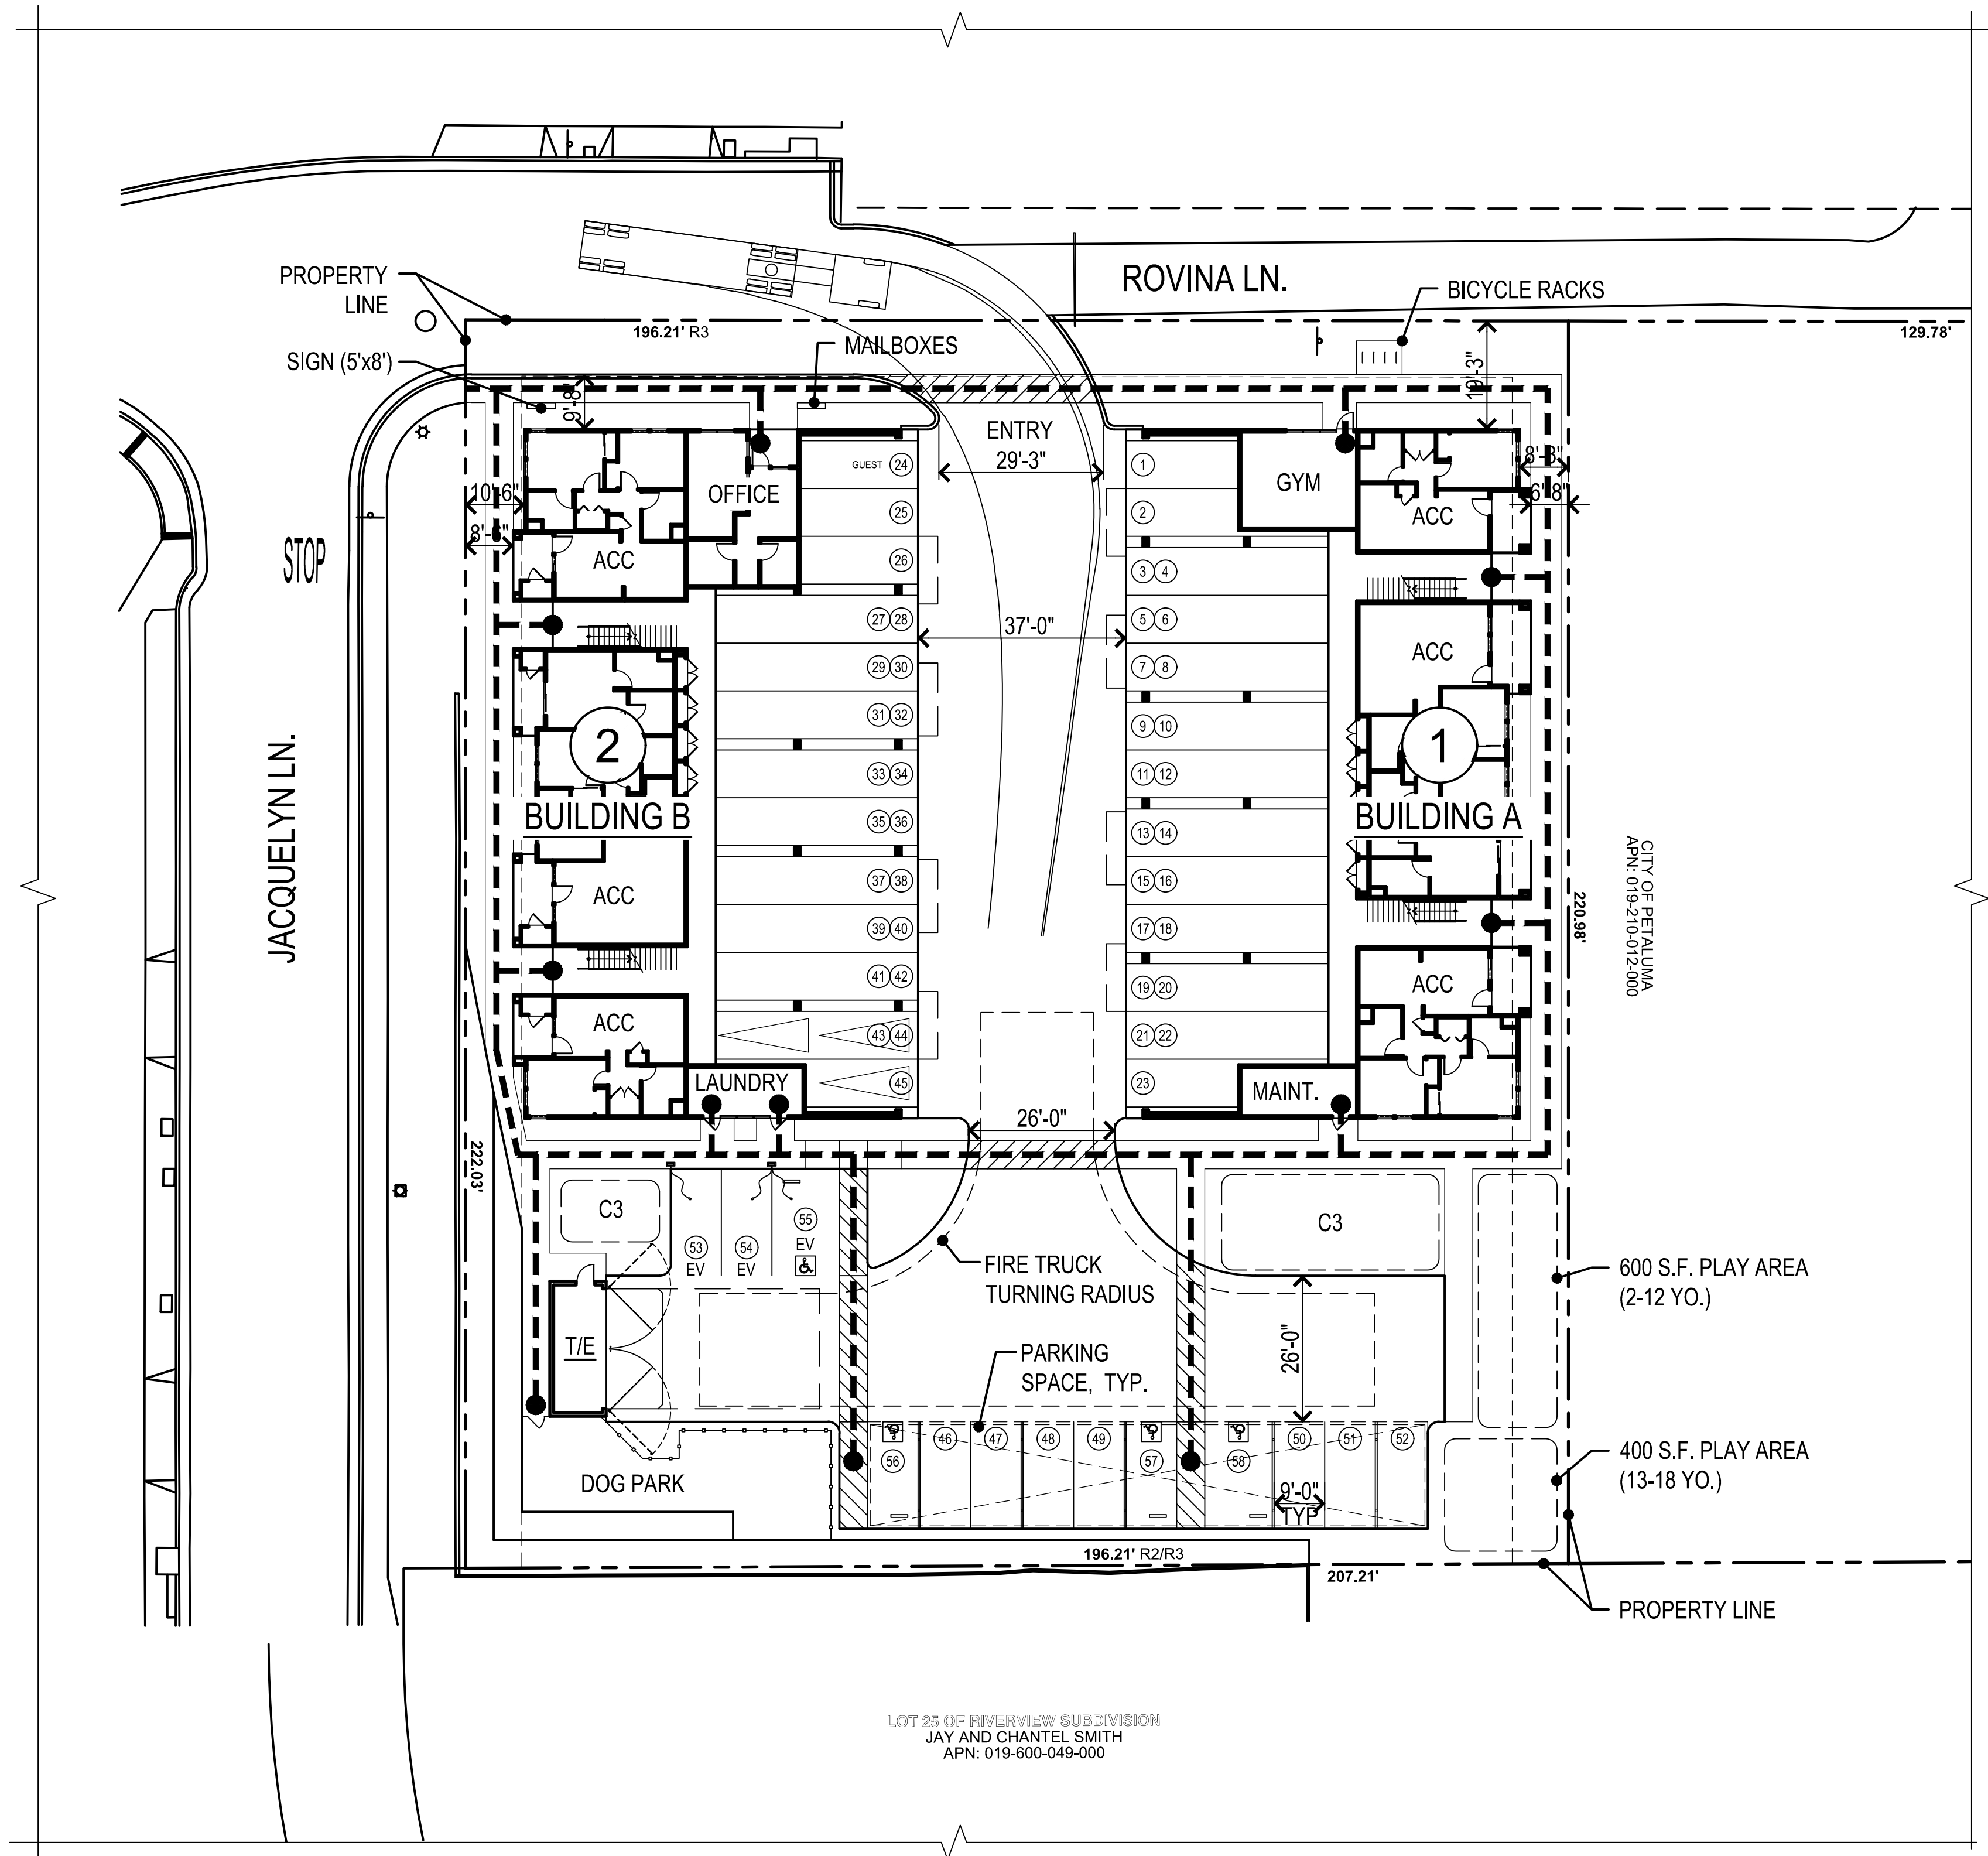 ROVINA LN.
PROPERTY
LINE
BICYCLE RACKS
196.21' R3
129.78'
MAILBOXES
SIGN (5'x8')
19'-3"
9'-8"
ENTRY
29'-3"
GUEST 24
1
OFFICE
GYM
8'-3"
6'-8"
10'-6"
8'-6"
25
2
ACC
STOP
ACC
26
3 4
27 28
37'-0"
5 6
ACC
29 30
7 8
31 32
9 10
2
1
33 34
11 12
BUILDING B
BUILDING A
35 36
13 14
JACQUELYN LN.
CITY OF PETALUMA
APN: 019-210-012-000
ACC
37 38
15 16
220.98'
39 40
17 18
41 42
19 20
ACC
ACC
43 44
21 22
LAUNDRY
45
23
MAINT.
26'-0"
222.03'
C3
53
EV
54
EV
55
EV
C3
FIRE TRUCK
TURNING RADIUS
600 S.F. PLAY AREA
(2-12 YO.)
T/E
PARKING
SPACE, TYP.
26'-0"
56
46
47
48
49
57
58
50
51
52
400 S.F. PLAY AREA
(13-18 YO.)
DOG PARK
9'-0"
TYP
196.21' R2/R3
207.21'
PROPERTY LINE
LOT 25 OF RIVERVIEW SUBDIVISION
JAY AND CHANTEL SMITH
APN: 019-600-049-000